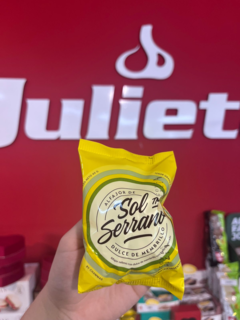 Juliet
ALFAJOR DE
Sol de
Serrano
DULCE DE MEMBRILLO